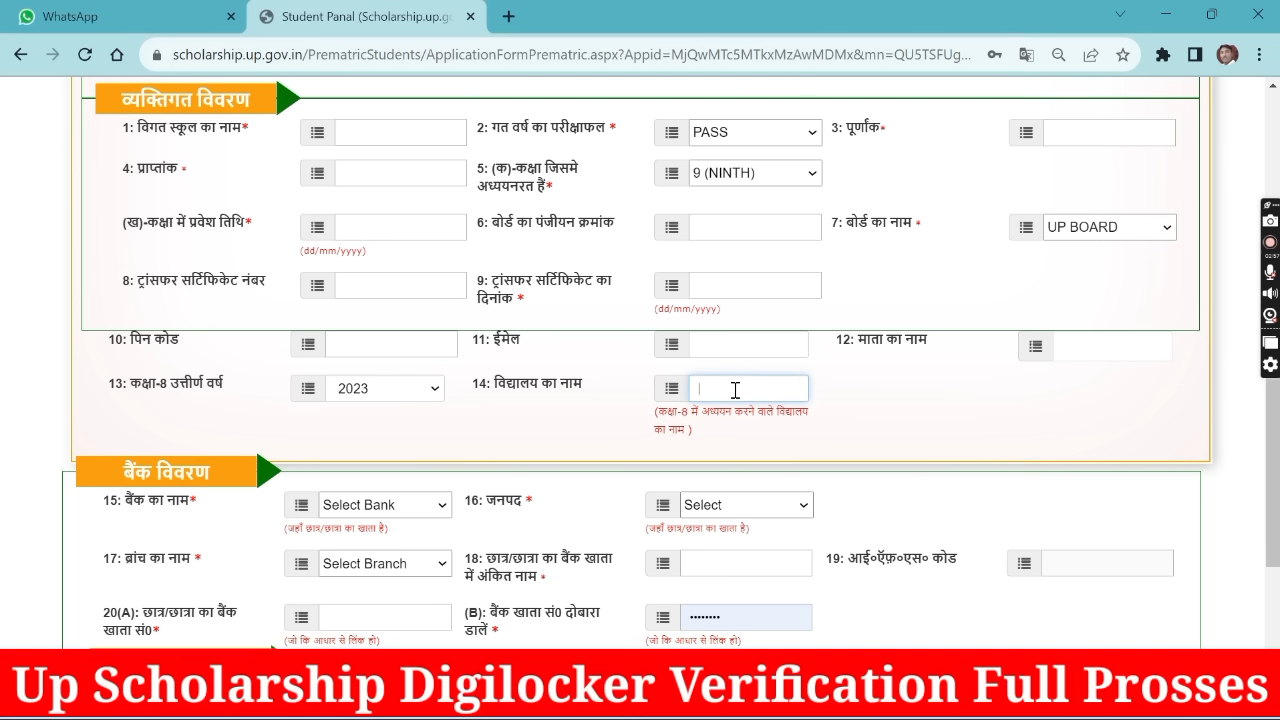 WhatsApp
Student Panal (Scholarship.up.go
scholarship.up.gov.in/PrematricStudents/ApplicationFormPrematric.aspx?Appid=MjQwMTc5MTkxMzAwMDMx&mn=QU5TSFUg...
व्यक्तिगत विवरण
1: विगत स्कूल का नाम* 2: गत वर्ष का परीक्षाफल * PASS 3: पूर्णांक*
4: प्राप्तांक * 5: (क)-कक्षा जिसमे अध्ययनरत हैं* 9 (NINTH)
(ख)-कक्षा में प्रवेश तिथि* (dd/mm/yyyy) 6: बोर्ड का पंजीयन क्रमांक 7: बोर्ड का नाम * UP BOARD
8: ट्रांसफर सर्टिफिकेट नंबर 9: ट्रांसफर सर्टिफिकेट का दिनांक * (dd/mm/yyyy)
10: पिन कोड 11: ईमेल 12: माता का नाम
13: कक्षा-8 उत्तीर्ण वर्ष 2023 14: विद्यालय का नाम
(कक्षा-8 में अध्ययन करने वाले विद्यालय
का नाम )
02:57
बैंक विवरण
15: बैंक का नाम* Select Bank 16: जनपद * Select
(जहाँ छात्र/छात्रा का खाता है) (जहाँ छात्र/छात्रा का खाता है)
17: ब्रांच का नाम * Select Branch 18: छात्र/छात्रा का बैंक खाता में अंकित नाम * 19: आई०ऍफ़०एस० कोड
20(A): छात्र/छात्रा का बैंक खाता सं0* (B): बैंक खाता सं0 दोबारा डालें * ••••••••
(जो कि आधार से लिंक हो) (जो कि आधार से लिंक हो)
Up Scholarship Digilocker Verification Full Prosses